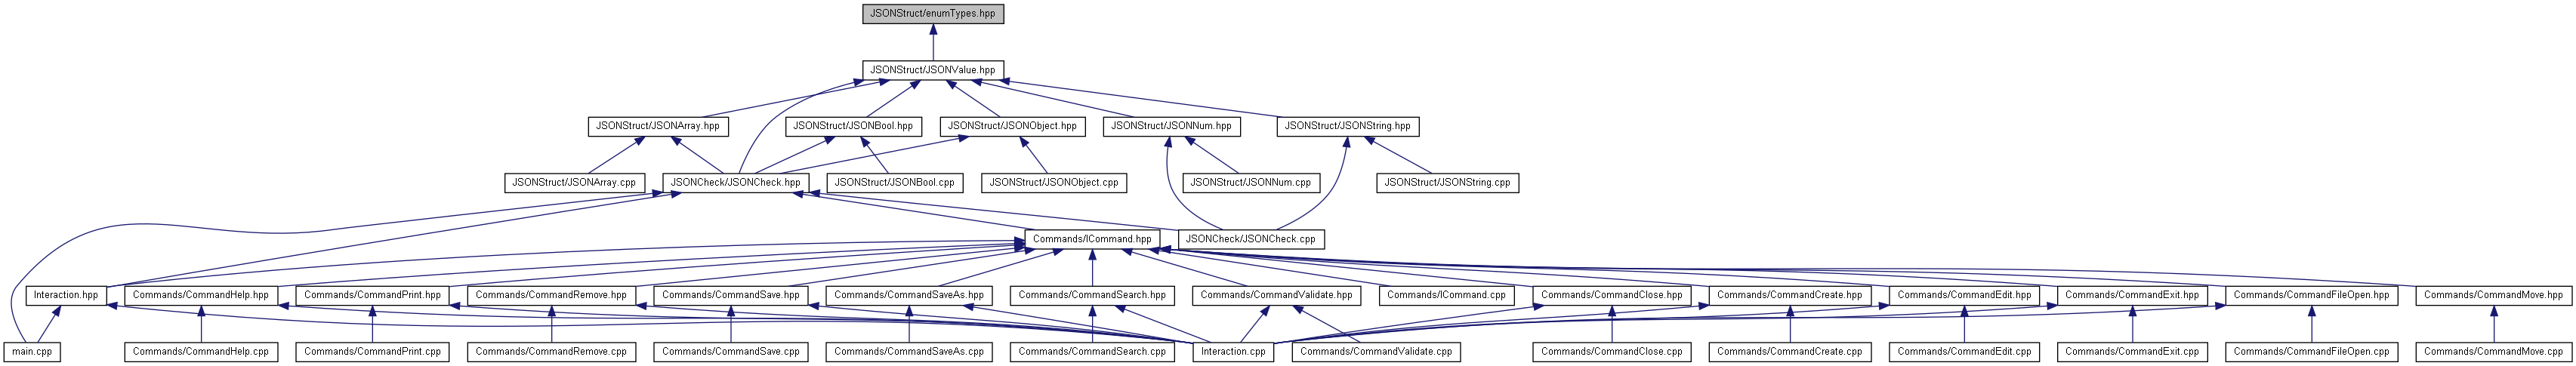 JSONStruct/enumTypes.hpp
JSONStruct/JSONValue.hpp
JSONStruct/JSONArray.hpp
JSONStruct/JSONBool.hpp
JSONStruct/JSONObject.hpp
JSONStruct/JSONNum.hpp
JSONStruct/JSONString.hpp
JSONStruct/JSONArray.cpp
JSONCheck/JSONCheck.hpp
JSONStruct/JSONBool.cpp
JSONStruct/JSONObject.cpp
JSONStruct/JSONNum.cpp
JSONStruct/JSONString.cpp
Commands/ICommand.hpp
JSONCheck/JSONCheck.cpp
Interaction.hpp
Commands/CommandHelp.hpp
Commands/CommandPrint.hpp
Commands/CommandRemove.hpp
Commands/CommandSave.hpp
Commands/CommandSaveAs.hpp
Commands/CommandSearch.hpp
Commands/CommandValidate.hpp
Commands/ICommand.cpp
Commands/CommandClose.hpp
Commands/CommandCreate.hpp
Commands/CommandEdit.hpp
Commands/CommandExit.hpp
Commands/CommandFileOpen.hpp
Commands/CommandMove.hpp
main.cpp
Commands/CommandHelp.cpp
Commands/CommandPrint.cpp
Commands/CommandRemove.cpp
Commands/CommandSave.cpp
Commands/CommandSaveAs.cpp
Commands/CommandSearch.cpp
Interaction.cpp
Commands/CommandValidate.cpp
Commands/CommandClose.cpp
Commands/CommandCreate.cpp
Commands/CommandEdit.cpp
Commands/CommandExit.cpp
Commands/CommandFileOpen.cpp
Commands/CommandMove.cpp